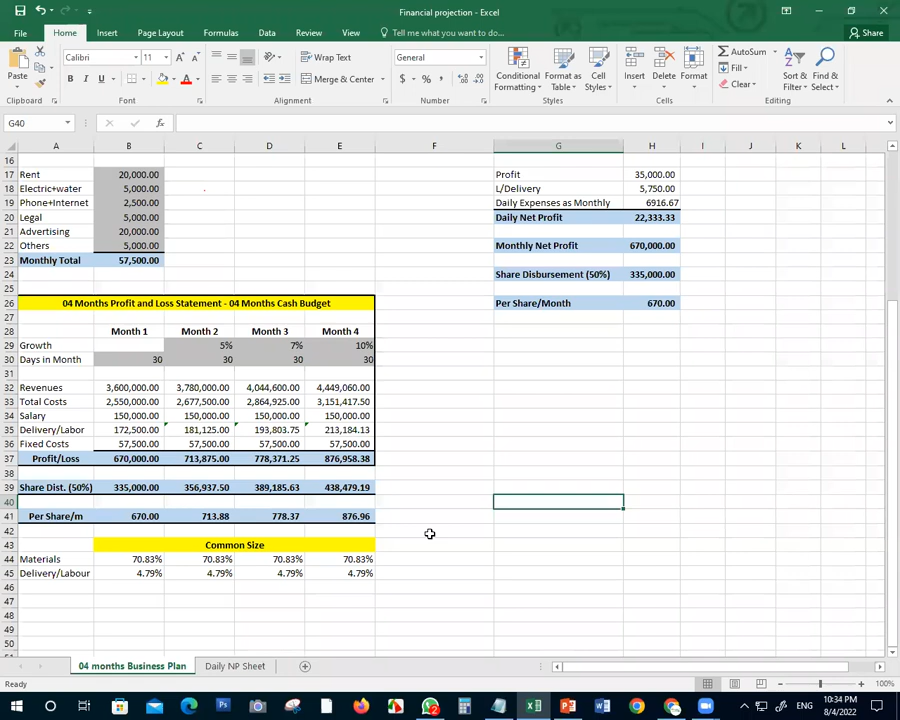 Financial projection - Excel
File Home Insert Page Layout Formulas Data Review View Tell me what you want to do... Share
Paste
Calibri 11
B I U
Wrap Text
Merge & Center
$ General
$ % ,
Conditional Formatting
Format as Table
Cell Styles
Insert Delete Format
AutoSum
Fill
Clear
Sort & Filter
Find & Select
Clipboard Font Alignment Number Styles Cells Editing
G40 fx
A B C D E F G H I J K L
16
17 Rent 20,000.00 Profit 35,000.00
18 Electric+water 5,000.00 L/Delivery 5,750.00
19 Phone+Internet 2,500.00 Daily Expenses as Monthly 6916.67
20 Legal 5,000.00 Daily Net Profit 22,333.33
21 Advertising 20,000.00
22 Others 5,000.00 Monthly Net Profit 670,000.00
23 Monthly Total 57,500.00
24 Share Disbursement (50%) 335,000.00
25
26 04 Months Profit and Loss Statement - 04 Months Cash Budget Per Share/Month 670.00
27
28 Month 1 Month 2 Month 3 Month 4
29 Growth 5% 7% 10%
30 Days in Month 30 30 30 30
31
32 Revenues 3,600,000.00 3,780,000.00 4,044,600.00 4,449,060.00
33 Total Costs 2,550,000.00 2,677,500.00 2,864,925.00 3,151,417.50
34 Salary 150,000.00 150,000.00 150,000.00 150,000.00
35 Delivery/Labor 172,500.00 181,125.00 193,803.75 213,184.13
36 Fixed Costs 57,500.00 57,500.00 57,500.00 57,500.00
37 Profit/Loss 670,000.00 713,875.00 778,371.25 876,958.38
38
39 Share Dist. (50%) 335,000.00 356,937.50 389,185.63 438,479.19
40
41 Per Share/m 670.00 713.88 778.37 876.96
42
43 Common Size
44 Materials 70.83% 70.83% 70.83% 70.83%
45 Delivery/Labour 4.79% 4.79% 4.79% 4.79%
46
47
48
49
50
04 months Business Plan Daily NP Sheet
Ready 100%
ENG 10:34 PM
8/4/2022